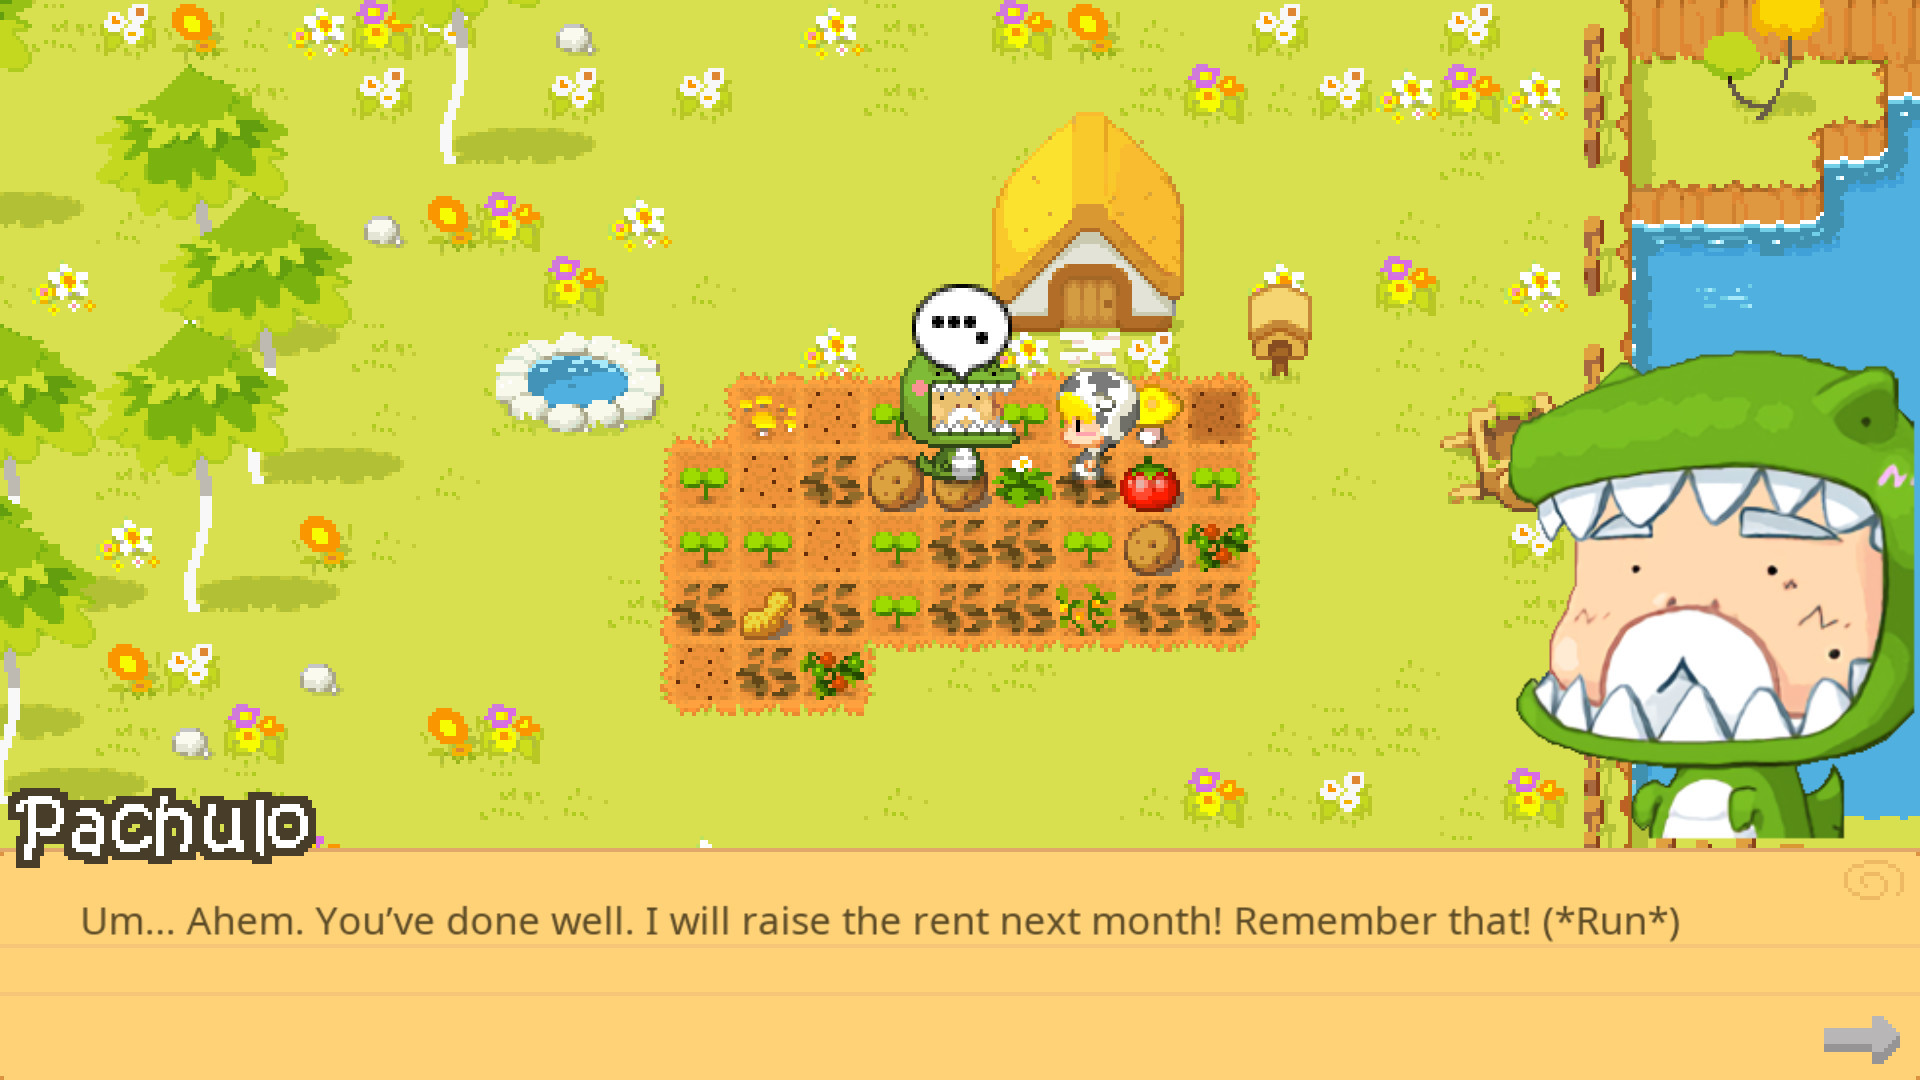 Pachulo
Um... Ahem. You've done well. I will raise the rent next month! Remember that! (*Run*)